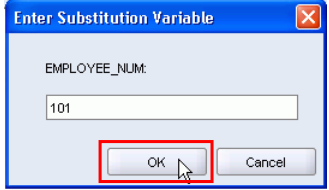 Enter Substitution Variable
EMPLOYEE_NUM:
101
OK Cancel